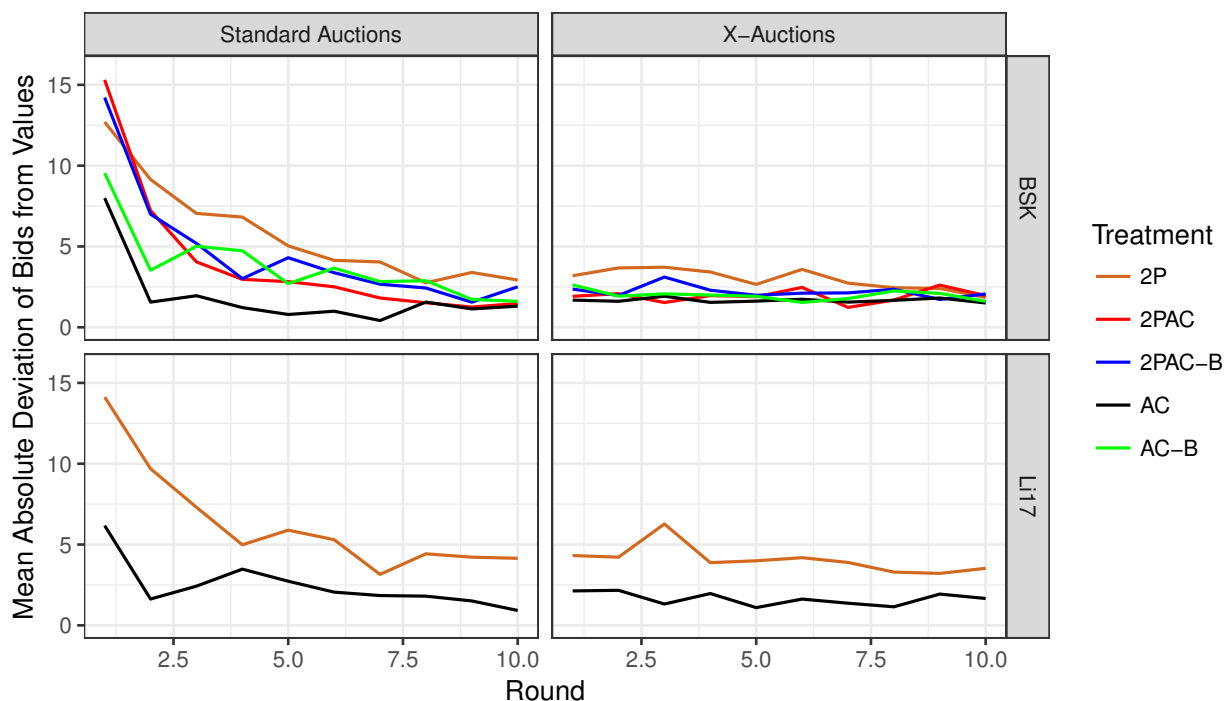 Standard Auctions
X−Auctions
Mean Absolute Deviation of Bids from Values
15
10
5
0
BSK
15
10
5
0
Li17
2.5
5.0
7.5
10.0
2.5
5.0
7.5
10.0
Round
Treatment
2P
2PAC
2PAC−B
AC
AC−B